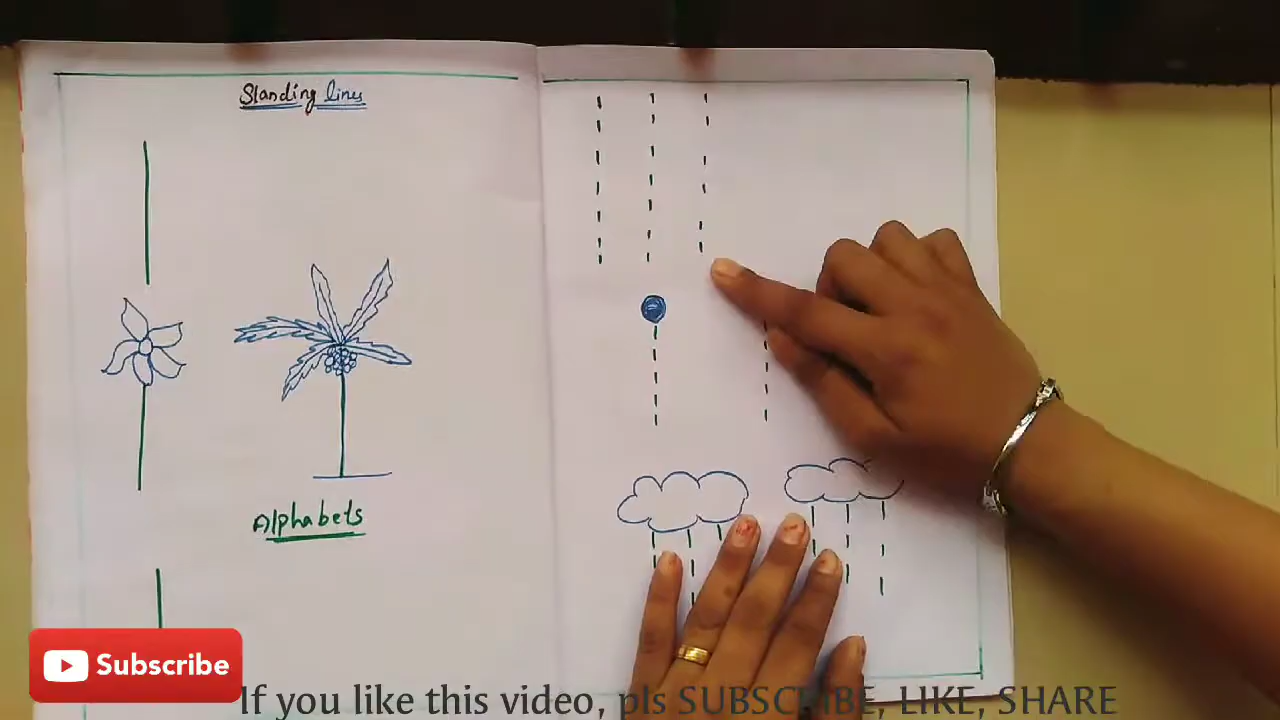 Standing lines
Alphabets
Subscribe
If you like this video, pls SUBSCRIBE, LIKE, SHARE